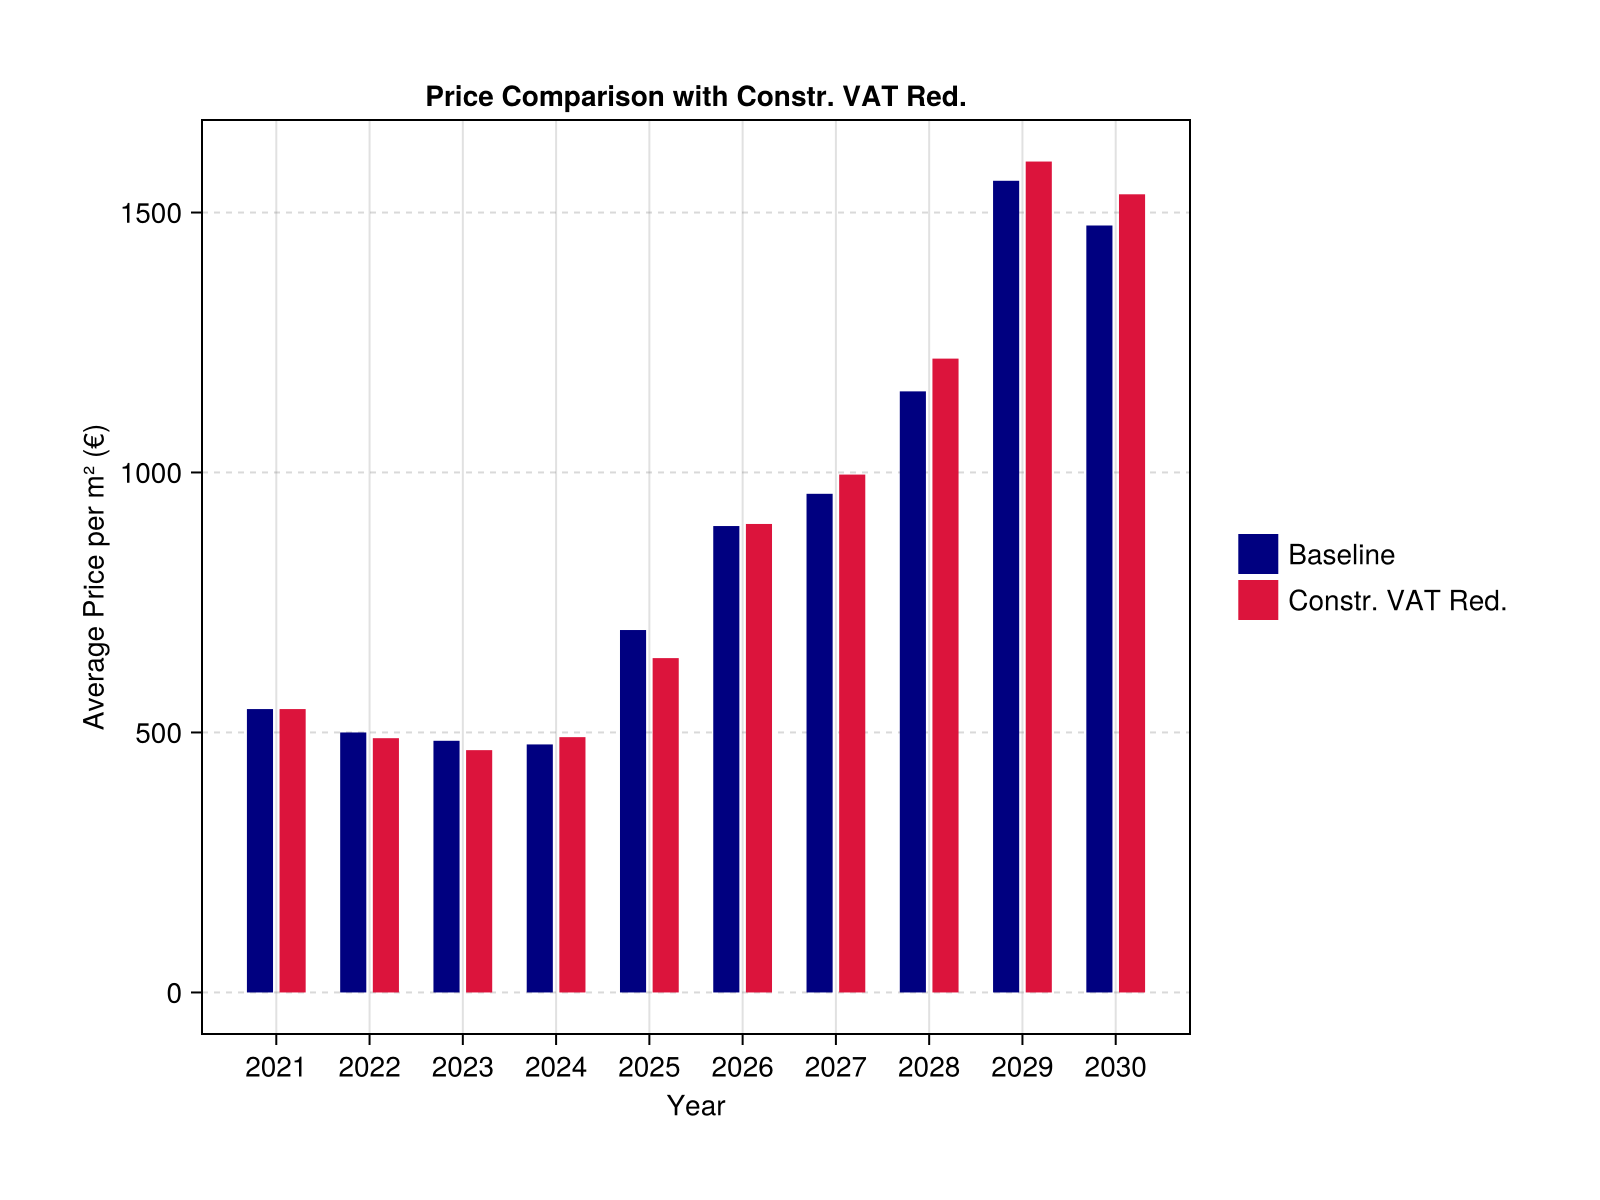 Price Comparison with Constr. VAT Red.
Average Price per m² (€)
1500
1000
500
0
2021 2022 2023 2024 2025 2026 2027 2028 2029 2030
Year
Baseline
Constr. VAT Red.